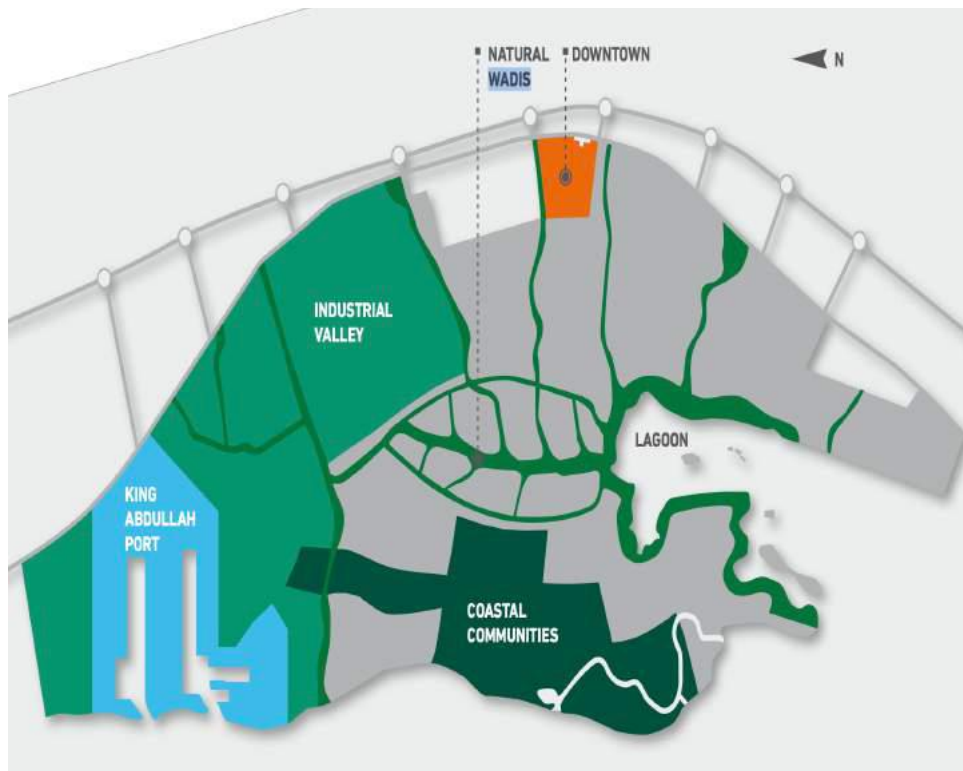 NATURAL
WADIS
DOWNTOWN
N
INDUSTRIAL
VALLEY
LAGOON
KING
ABDULLAH
PORT
COASTAL
COMMUNITIES